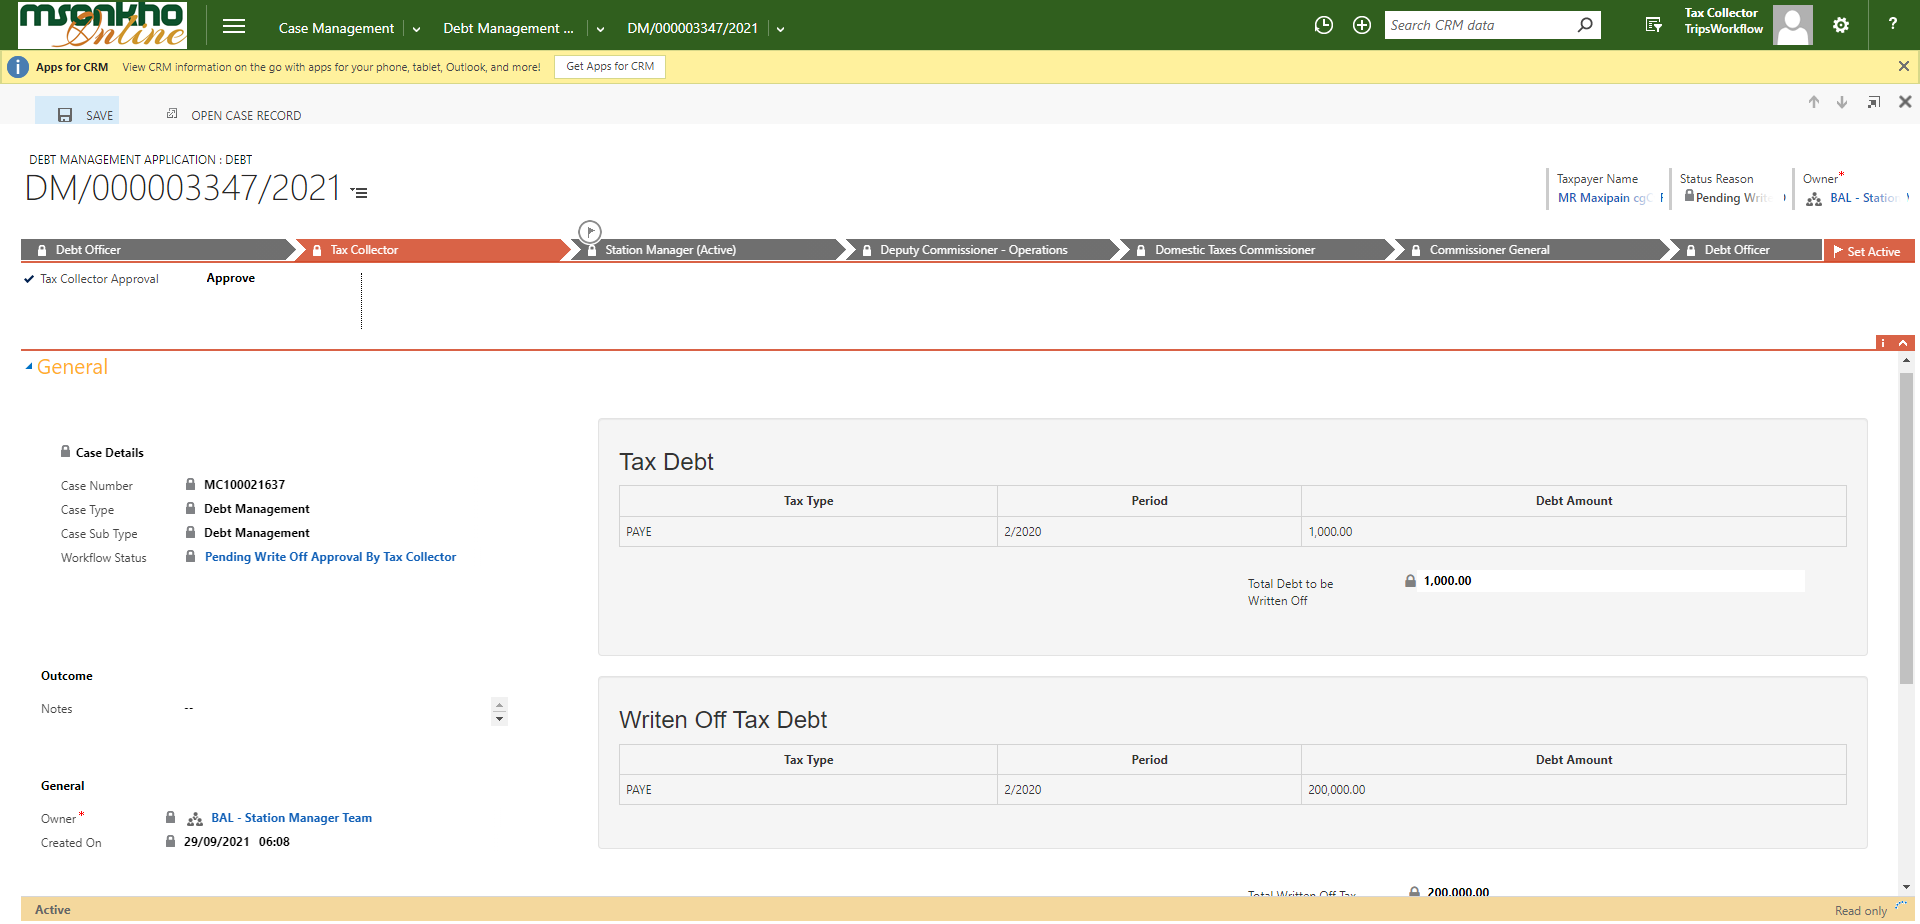 msonkho
Online
Case Management
Debt Management ...
DM/000003347/2021
Search CRM data
Tax Collector
TripsWorkflow
?
Apps for CRM
View CRM information on the go with apps for your phone, tablet, Outlook, and more!
Get Apps for CRM
SAVE
OPEN CASE RECORD
DEBT MANAGEMENT APPLICATION : DEBT
DM/000003347/2021
Taxpayer Name
MR Maxipain
Status Reason
Pending Write
Owner*
BAL - Station
Debt Officer
Tax Collector
Station Manager (Active)
Deputy Commissioner - Operations
Domestic Taxes Commissioner
Commissioner General
Debt Officer
Set Active
Tax Collector Approval
Approve
General
Case Details
Case Number
MC100021637
Case Type
Debt Management
Case Sub Type
Debt Management
Workflow Status
Pending Write Off Approval By Tax Collector
Outcome
Notes
--
General
Owner*
BAL - Station Manager Team
Created On
29/09/2021 06:08
Tax Debt
Tax Type Period Debt Amount
PAYE 2/2020 1,000.00
Total Debt to be
Written Off
1,000.00
Writen Off Tax Debt
Tax Type Period Debt Amount
PAYE 2/2020 200,000.00
Total Written Off Tax
200,000.00
Active
Read only